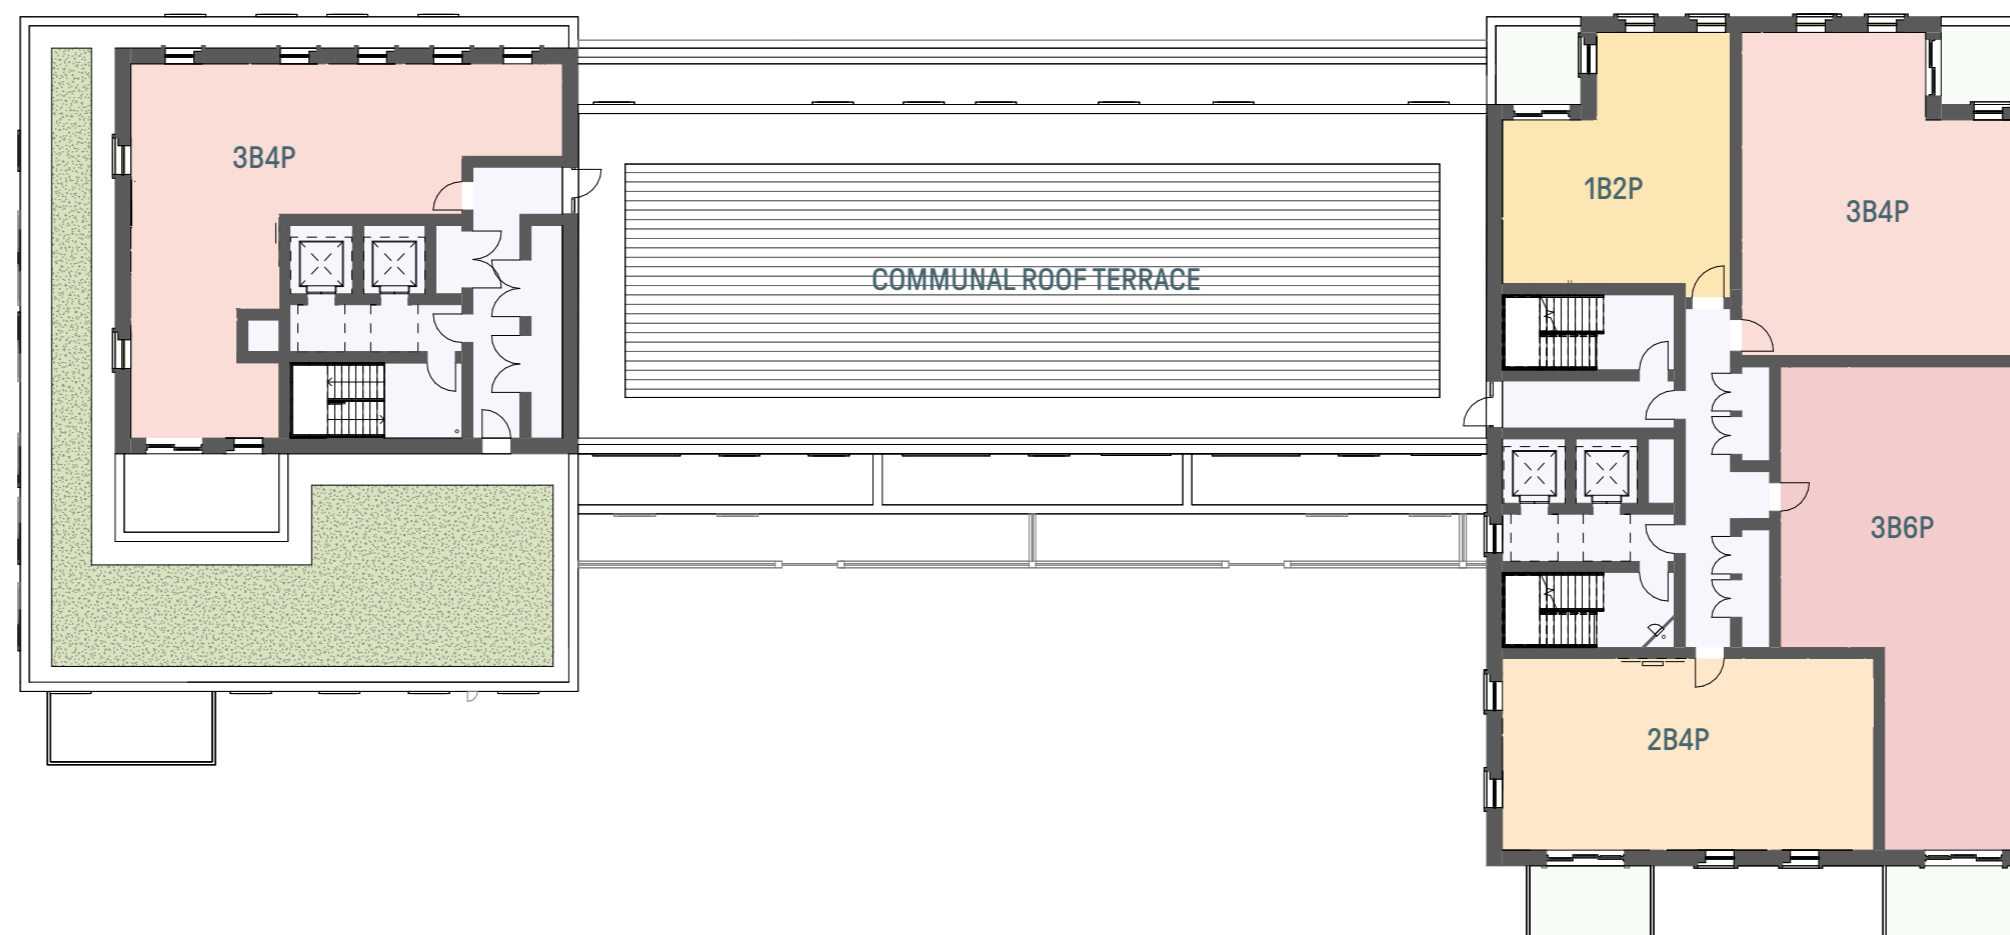 3B4P
1B2P
3B4P
COMMUNAL ROOF TERRACE
3B6P
2B4P